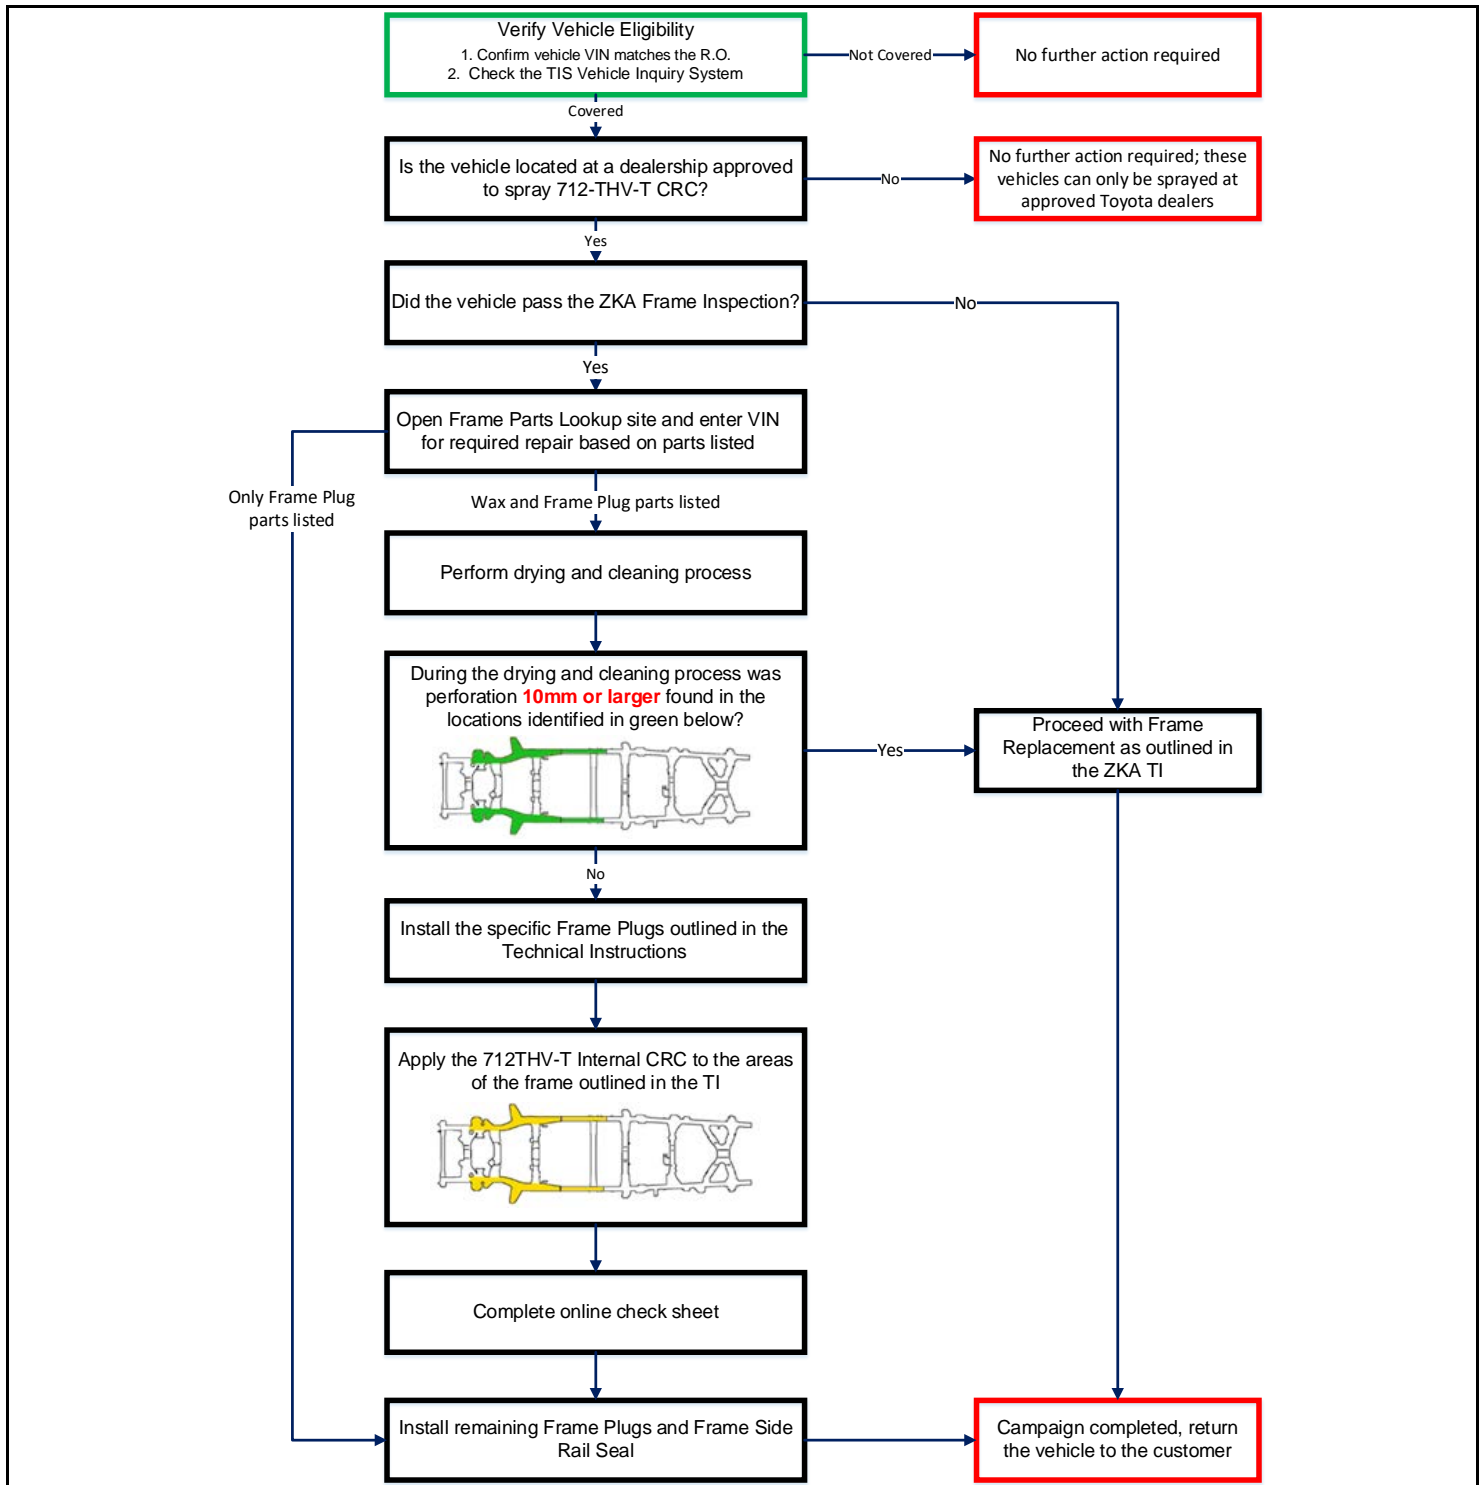 Verify Vehicle Eligibility
1. Confirm vehicle VIN matches the R.O.
2. Check the TIS Vehicle Inquiry System
Not Covered
No further action required
Covered
Is the vehicle located at a dealership approved
to spray 712-THV-T CRC?
No
No further action required; these
vehicles can only be sprayed at
approved Toyota dealers
Yes
Did the vehicle pass the ZKA Frame Inspection?
No
Yes
Open Frame Parts Lookup site and enter VIN
for required repair based on parts listed
Only Frame Plug
parts listed
Wax and Frame Plug parts listed
Perform drying and cleaning process
During the drying and cleaning process was
perforation 10mm or larger found in the
locations identified in green below?
Yes
Proceed with Frame
Replacement as outlined in
the ZKA TI
No
Install the specific Frame Plugs outlined in the
Technical Instructions
Apply the 712THV-T Internal CRC to the areas
of the frame outlined in the TI
Complete online check sheet
Install remaining Frame Plugs and Frame Side
Rail Seal
Campaign completed, return
the vehicle to the customer